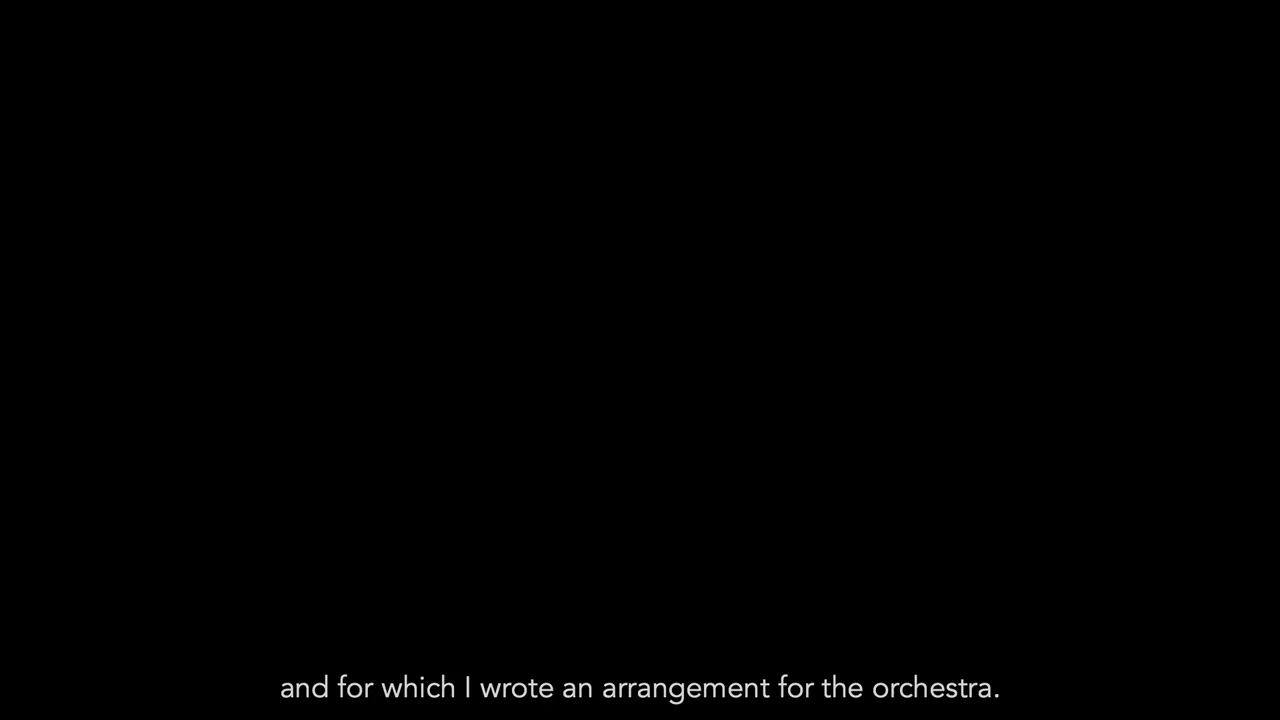 and for which I wrote an arrangement for the orchestra.